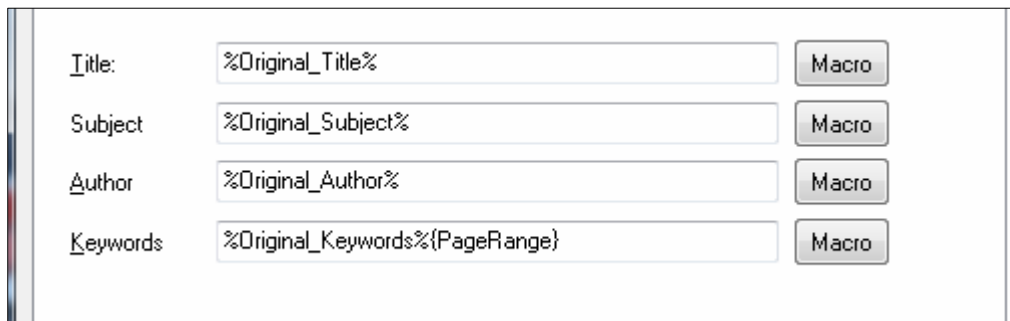 Title: %Original_Title% Macro
Subject %Original_Subject% Macro
Author %Original_Author% Macro
Keywords %Original_Keywords%{PageRange} Macro